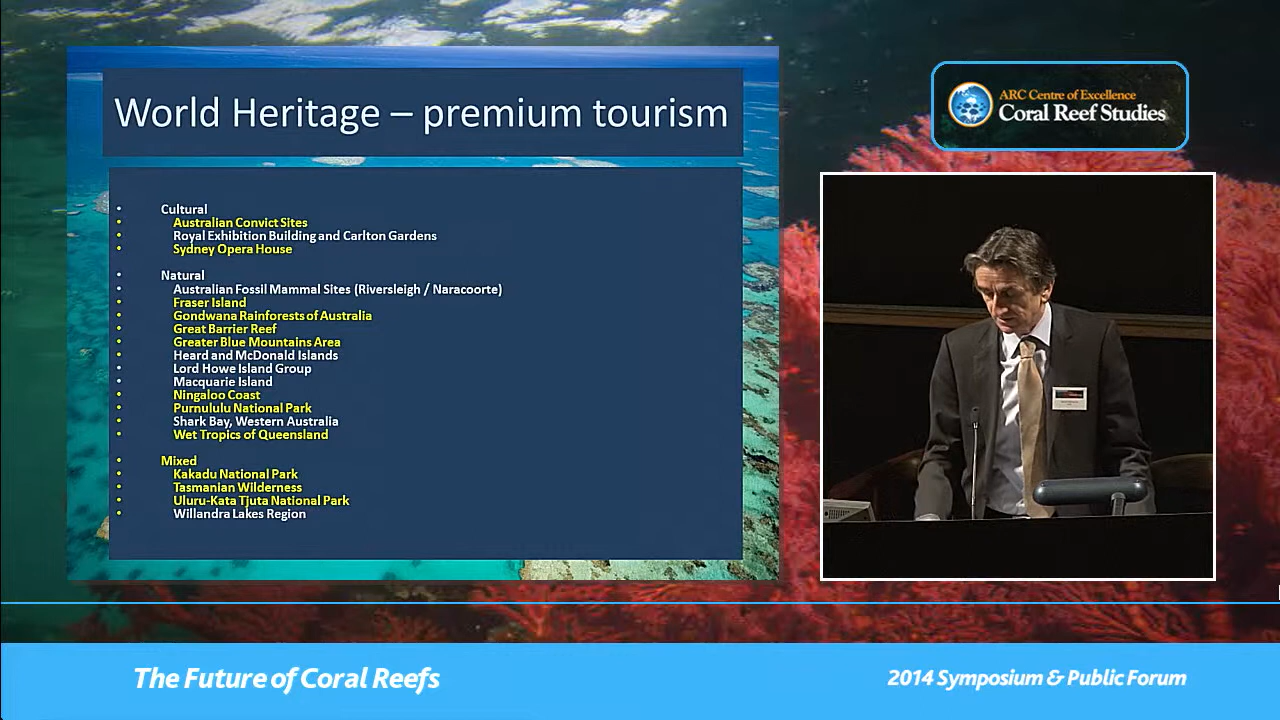 World Heritage – premium tourism
• Cultural
• Australian Convict Sites
• Royal Exhibition Building and Carlton Gardens
• Sydney Opera House
• Natural
• Australian Fossil Mammal Sites (Riversleigh / Naracoorte)
• Fraser Island
• Gondwana Rainforests of Australia
• Great Barrier Reef
• Greater Blue Mountains Area
• Heard and McDonald Islands
• Lord Howe Island Group
• Macquarie Island
• Ningaloo Coast
• Purnululu National Park
• Shark Bay, Western Australia
• Wet Tropics of Queensland
• Mixed
• Kakadu National Park
• Tasmanian Wilderness
• Uluru-Kata Tjuta National Park
• Willandra Lakes Region
ARC Centre of Excellence
Coral Reef Studies
The Future of Coral Reefs
2014 Symposium & Public Forum